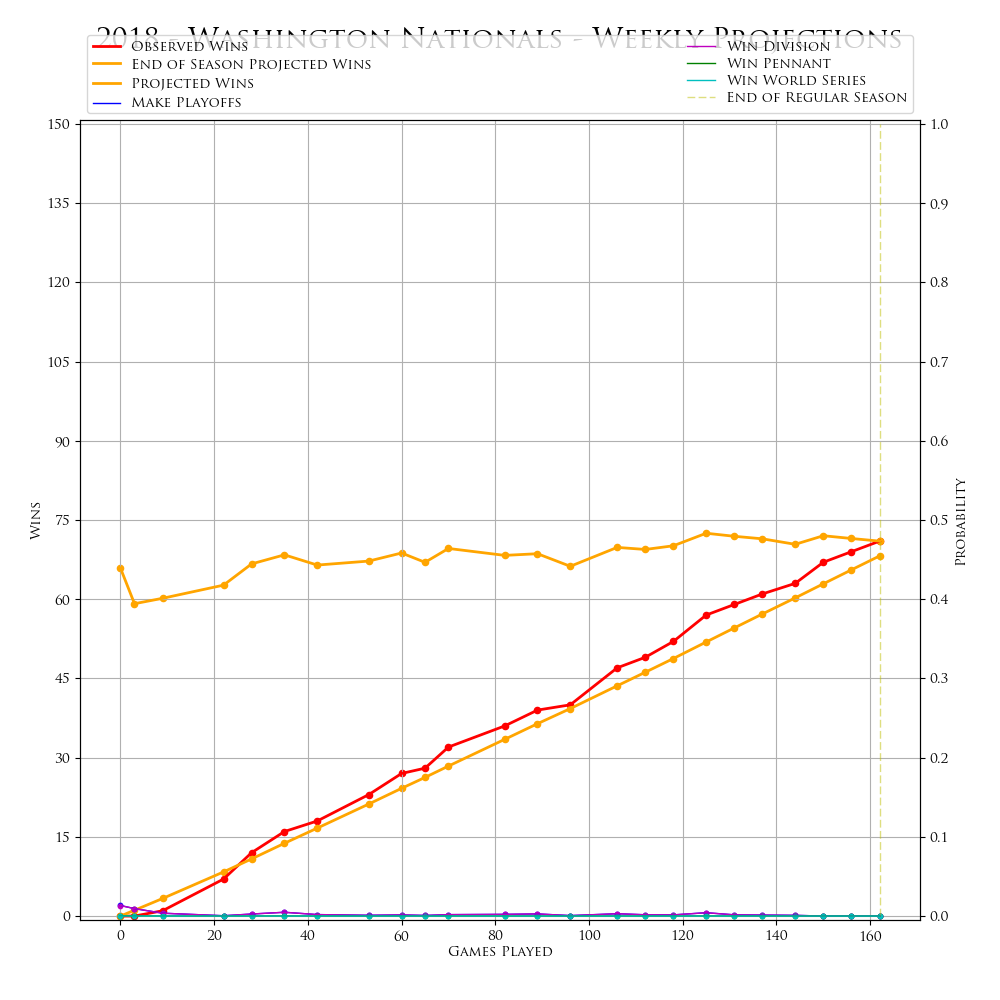 2018 - Washington Nationals - Weekly Projections
Observed Wins
End of Season Projected Wins
Projected Wins
Make Playoffs
Win Division
Win Pennant
Win World Series
End of Regular Season
150
135
120
105
90
75
60
45
30
15
0
Wins
1.0
0.9
0.8
0.7
0.6
0.5
0.4
0.3
0.2
0.1
0.0
Probability
0 20 40 60 80 100 120 140 160
Games Played